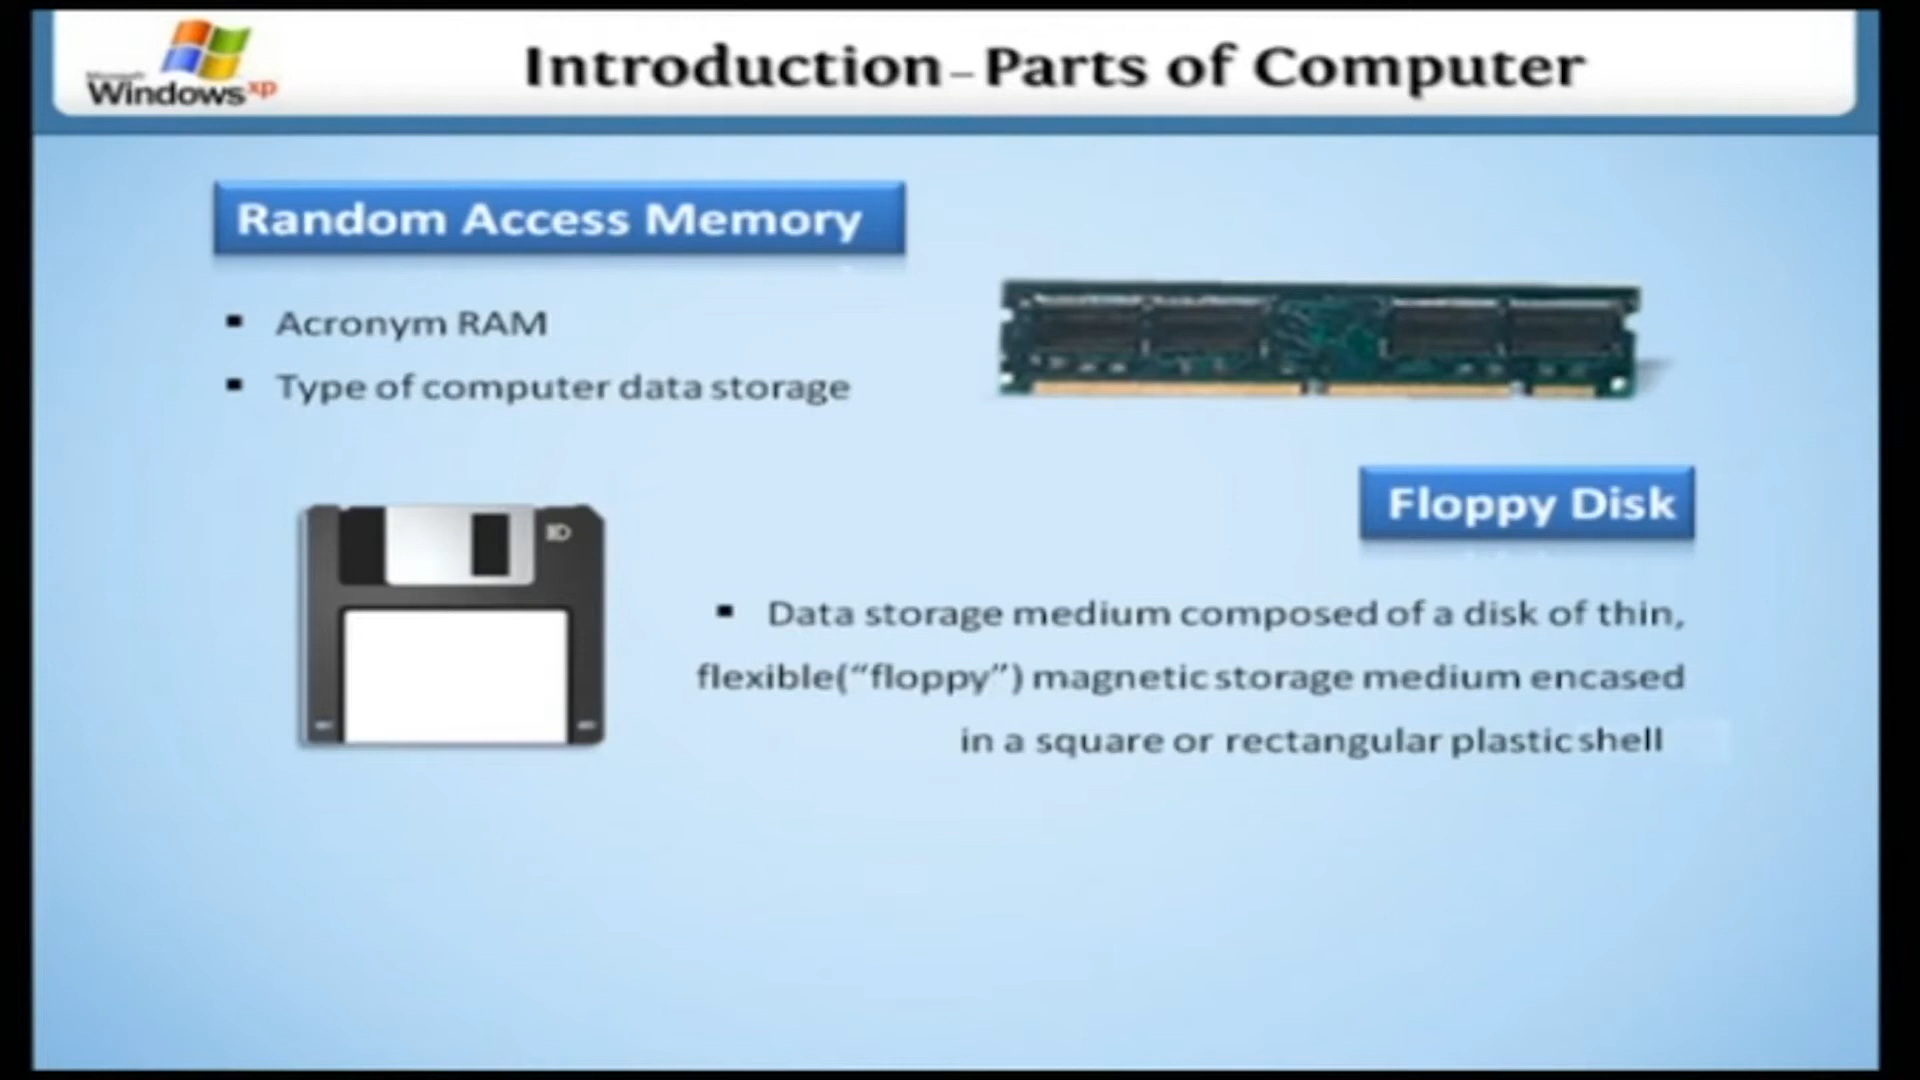 Microsoft
Windows xp
Introduction – Parts of Computer
Random Access Memory
▪ Acronym RAM
▪ Type of computer data storage
Floppy Disk
▪ Data storage medium composed of a disk of thin,
flexible(“floppy”) magnetic storage medium encased
in a square or rectangular plastic shell